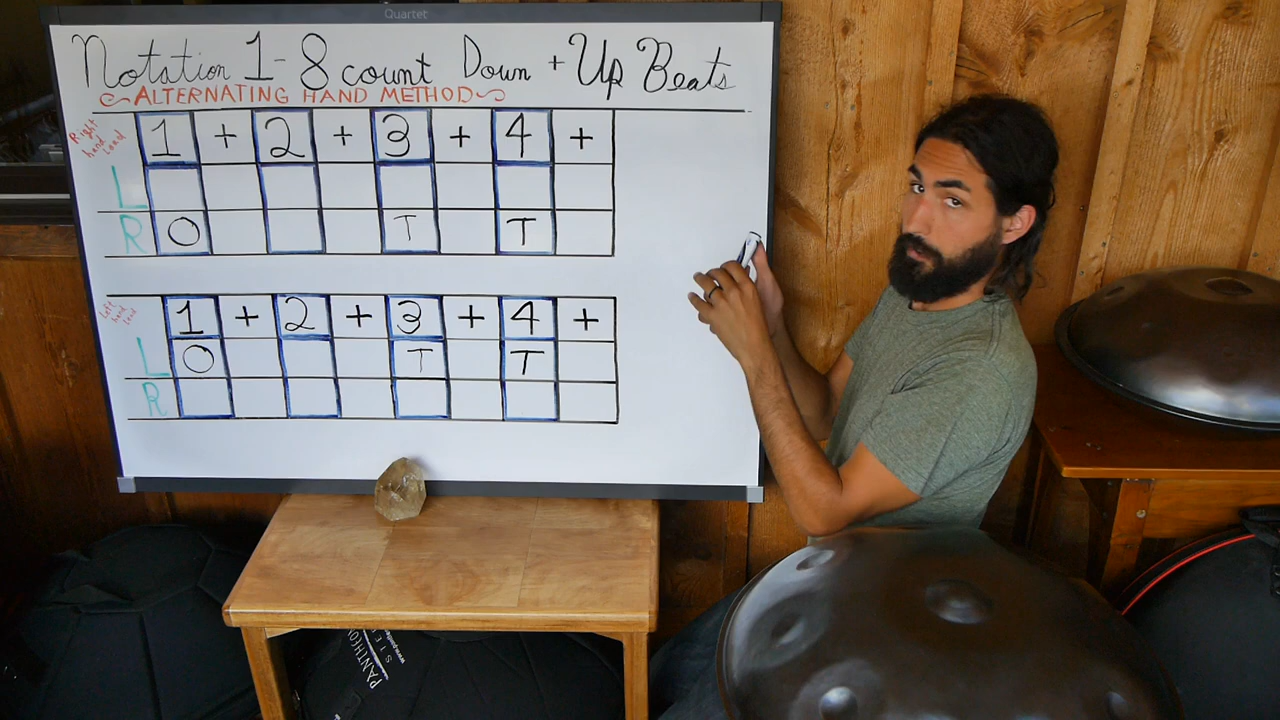 Quartet
Notation 1-8 count Down + Up Beats
ALTERNATING HAND METHOD
Right
hand
Lead
1 + 2 + 3 + 4 +
L
R O T T
Left
hand
Lead
1 + 2 + 3 + 4 +
L O T T
R
PANTHEON